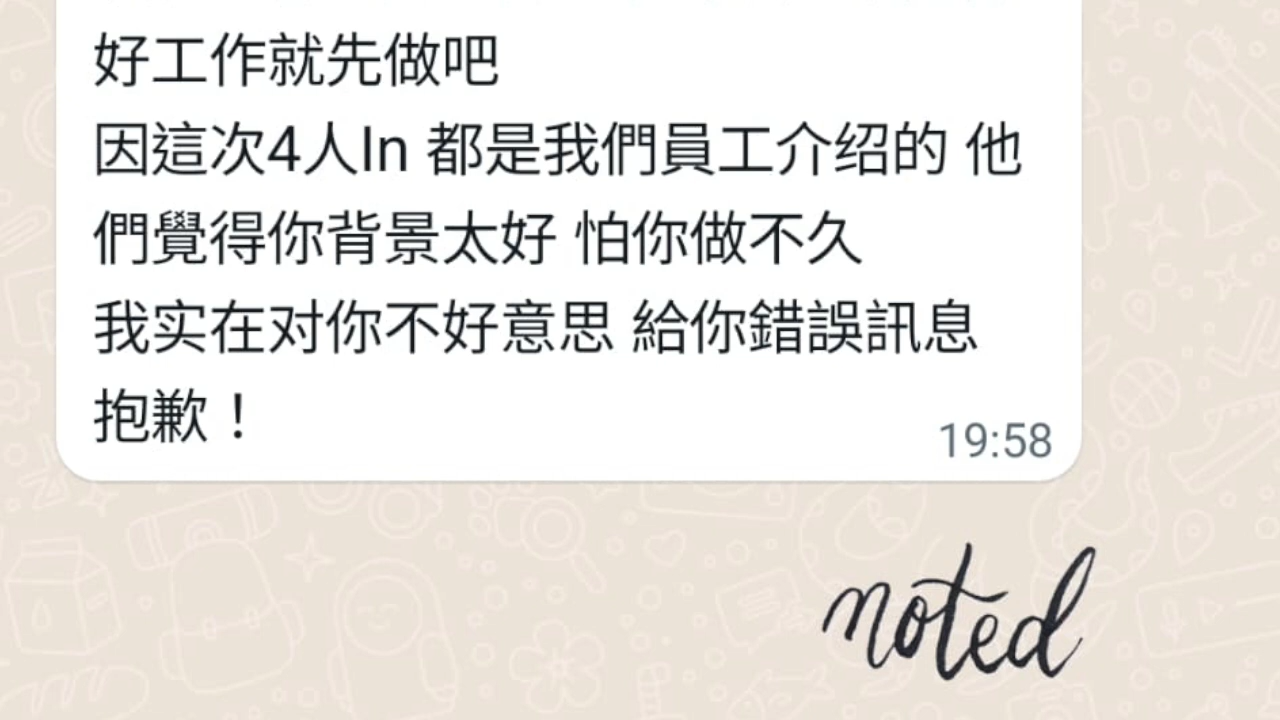 好工作就先做吧
因這次4人In 都是我們員工介绍的 他
們覺得你背景太好 怕你做不久
我实在对你不好意思 給你錯誤訊息
抱歉！
19:58
noted